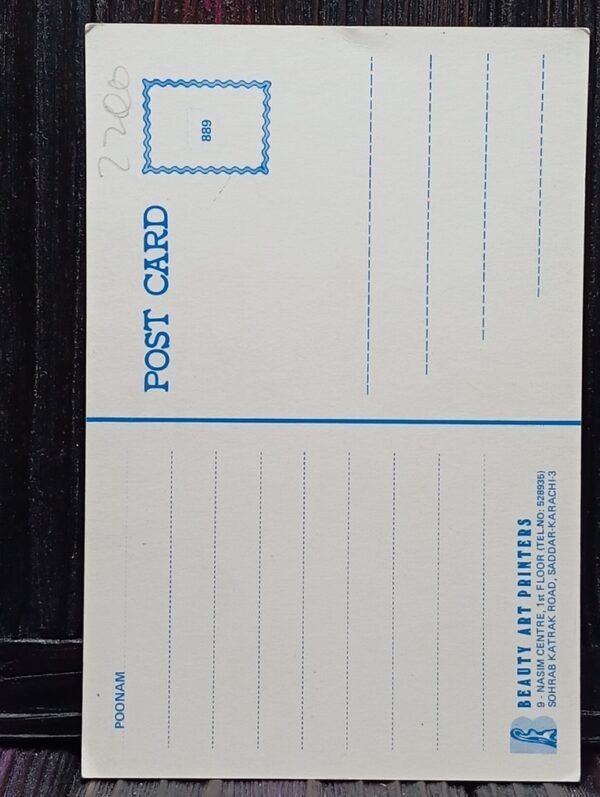 POONAM
BEAUTY ART PRINTERS
9 - NASIM CENTRE, 1st FLOOR (TEL.NO: 528935)
SOHRAB KATRAK ROAD, SADDAR-KARACHI-3
POST CARD
889
2200